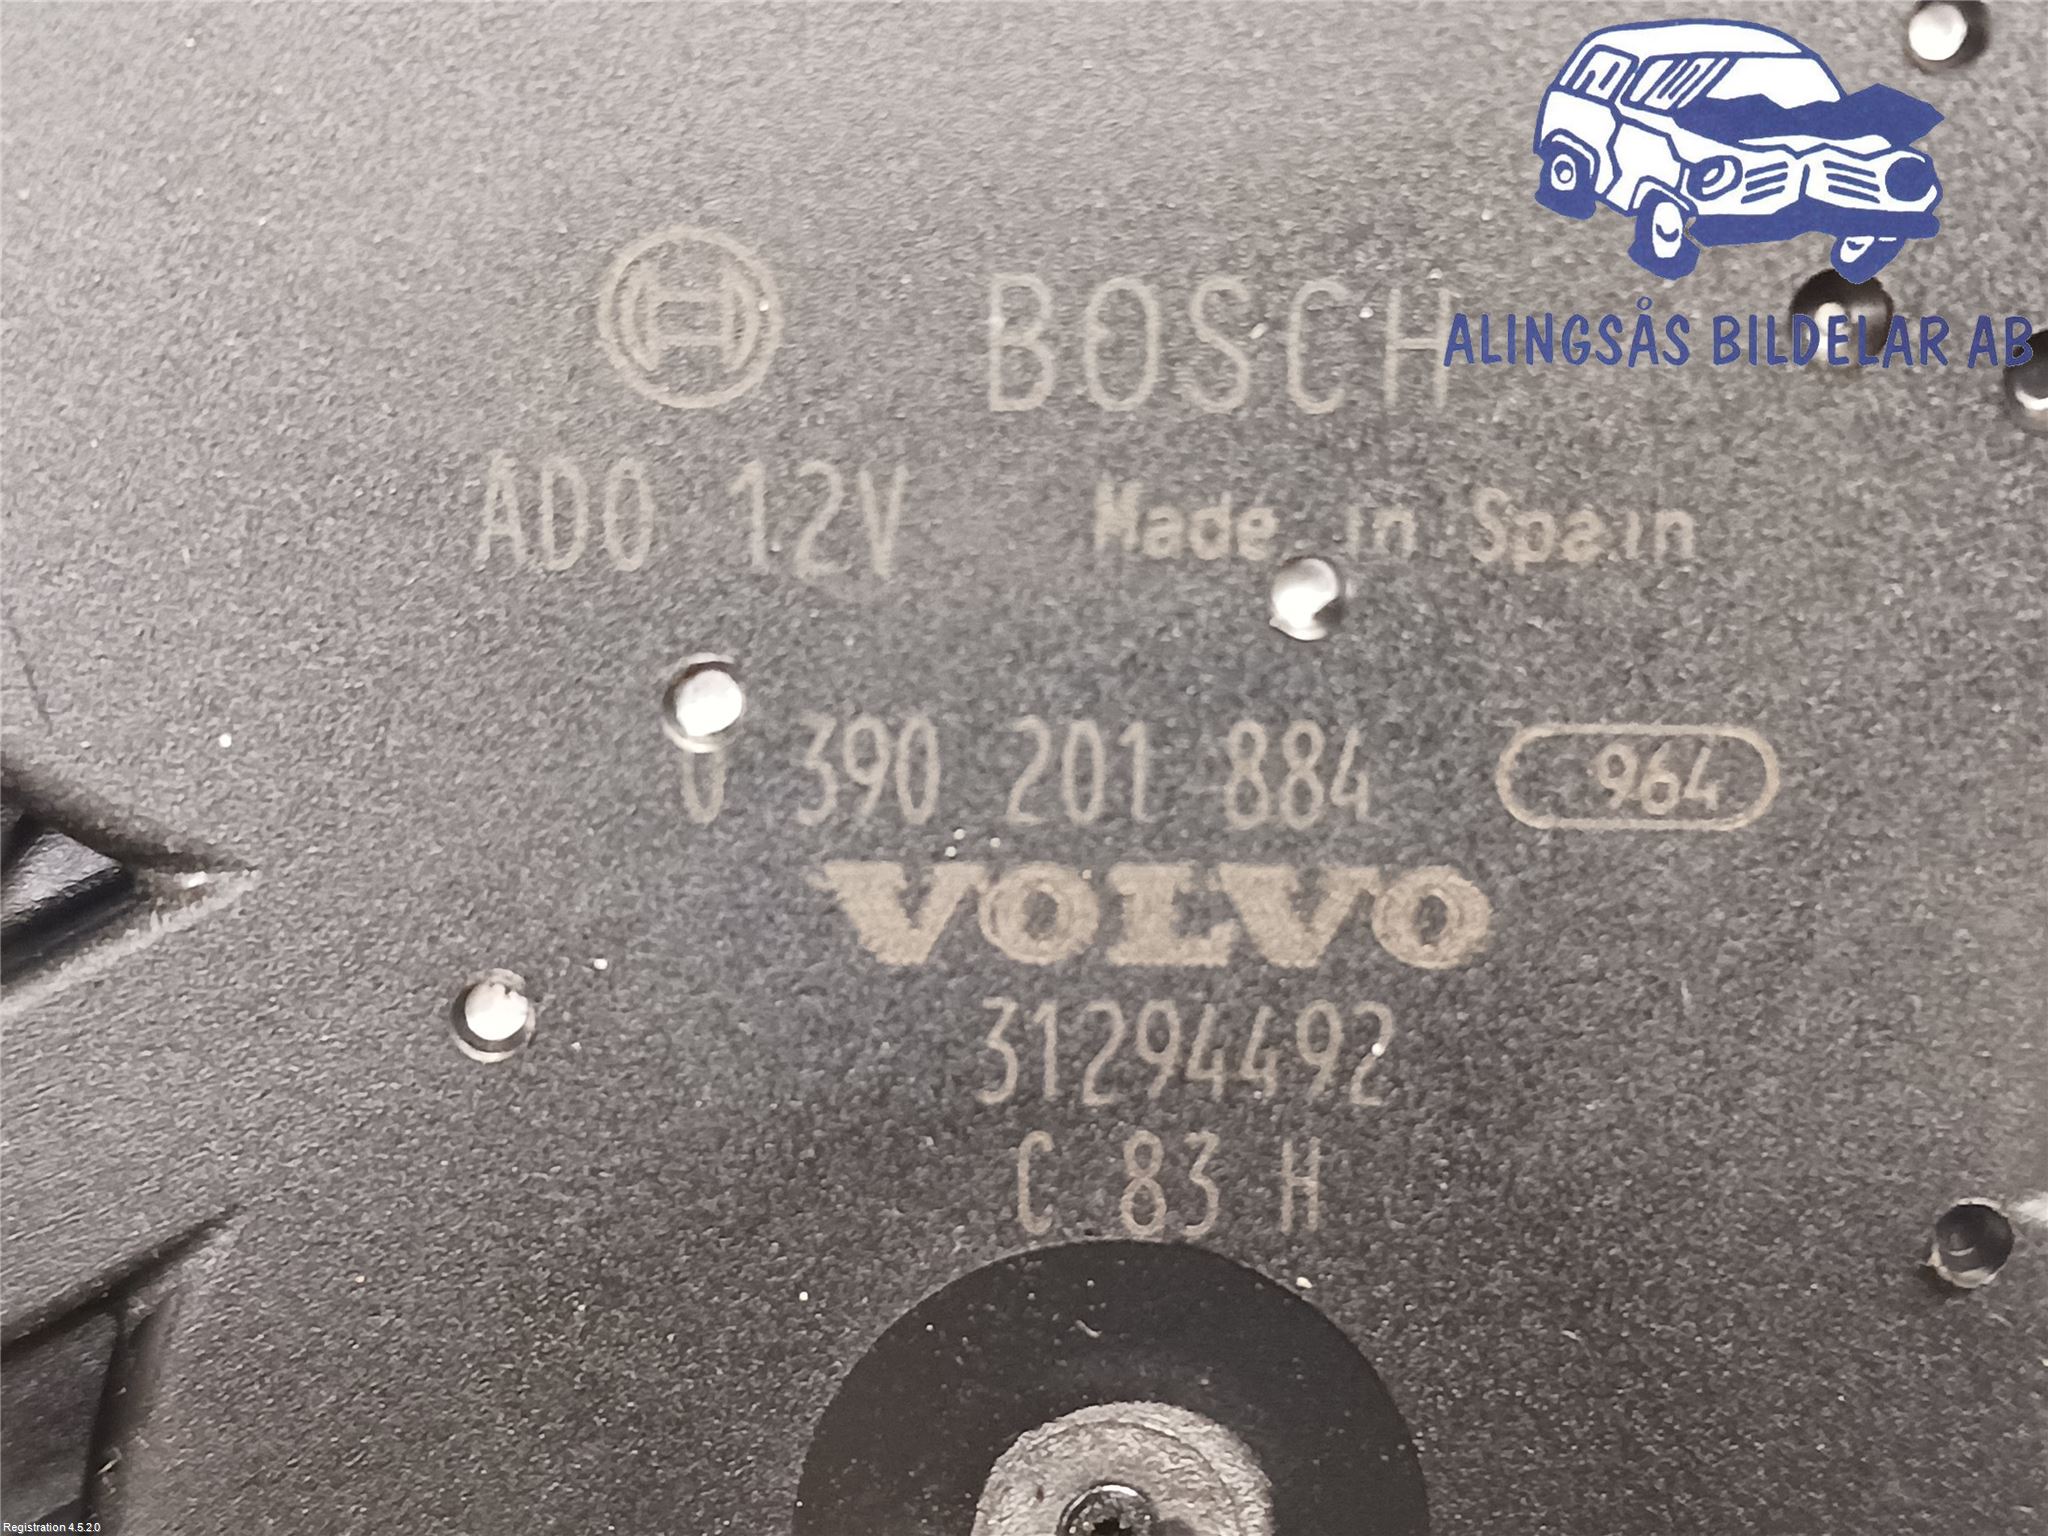 BOSCH
ALINGSÅS BILDELAR AB
ADO 12V Made in Spain
0 390 201 884 964
VOLVO
31294492
C 83 H
Registration 4.5.2.0